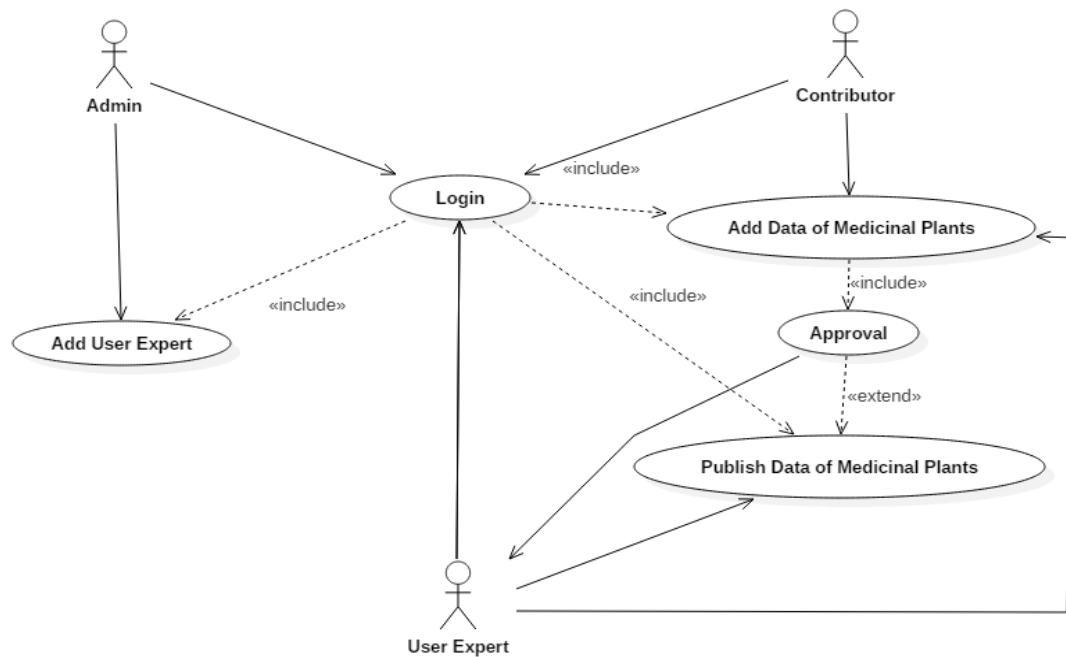 Admin
Contributor
«include»
Login
Add Data of Medicinal Plants
«include»
«include»
«include»
Add User Expert
Approval
«extend»
Publish Data of Medicinal Plants
User Expert